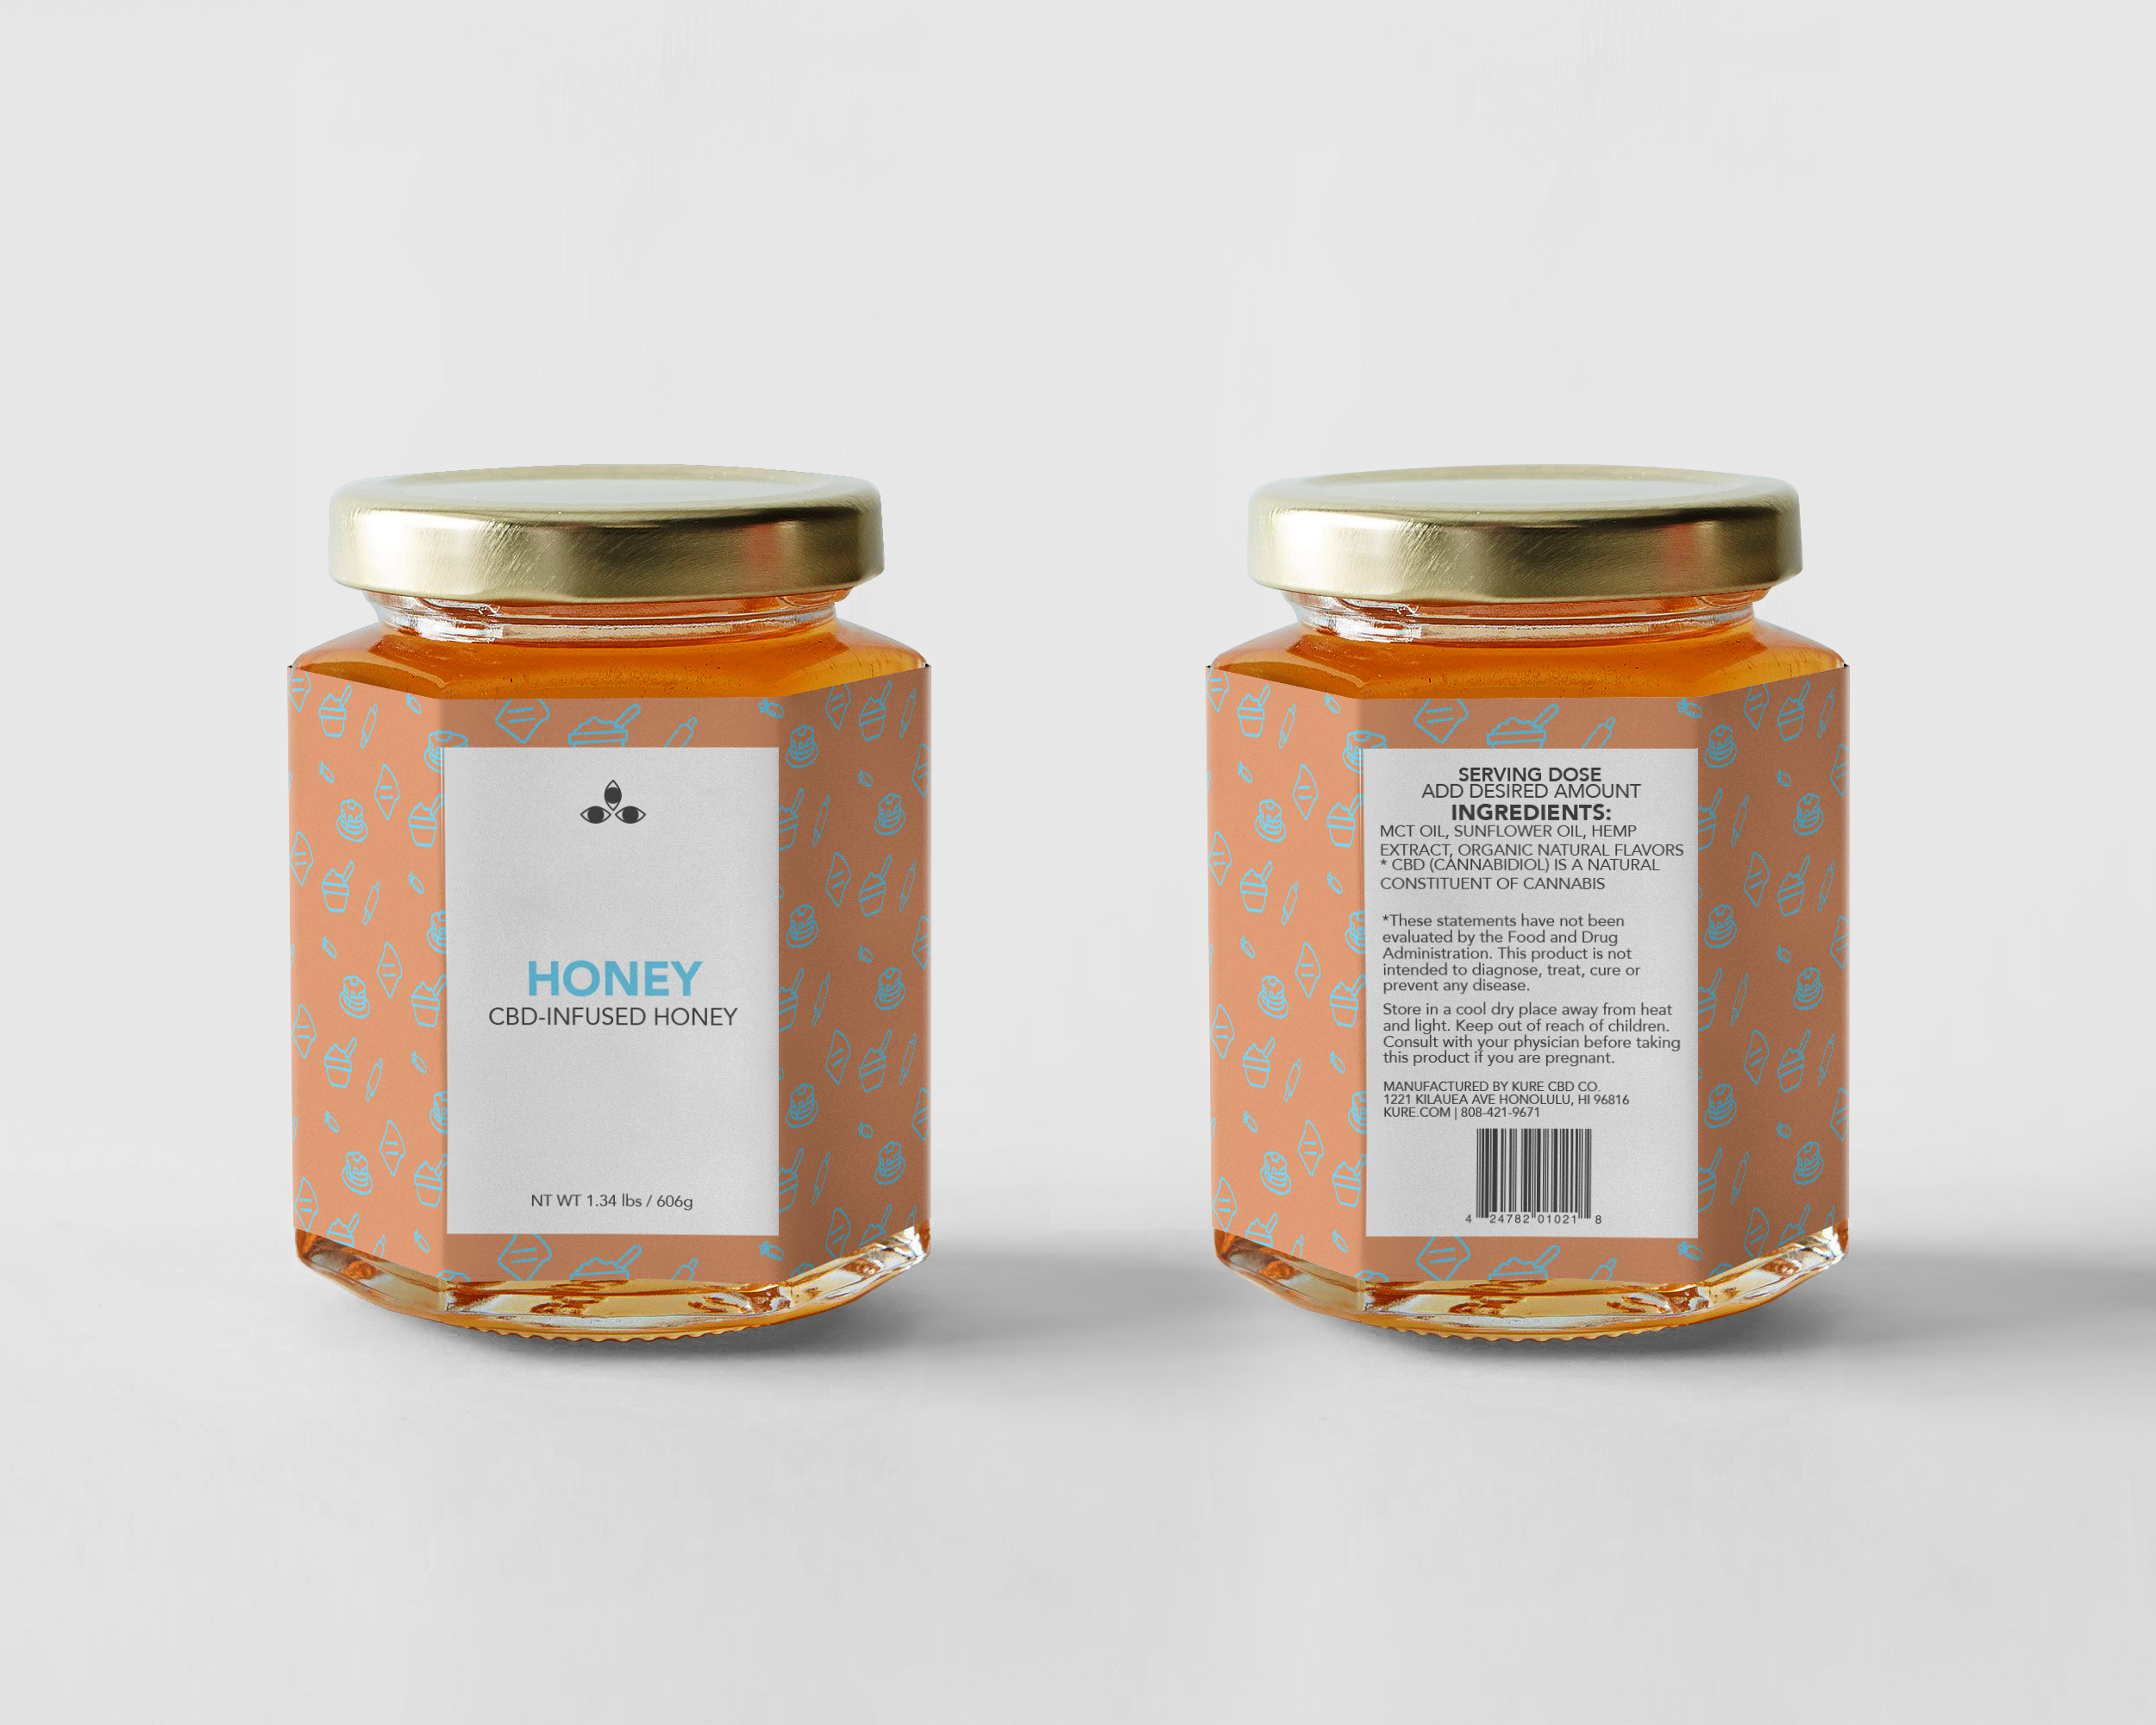 HONEY
CBD-INFUSED HONEY
NT WT 1.34 lbs / 606g
SERVING DOSE
ADD DESIRED AMOUNT
INGREDIENTS:
MCT OIL, SUNFLOWER OIL, HEMP
EXTRACT, ORGANIC NATURAL FLAVORS
* CBD (CANNABIDIOL) IS A NATURAL
CONSTITUENT OF CANNABIS
*These statements have not been
evaluated by the Food and Drug
Administration. This product is not
intended to diagnose, treat, cure or
prevent any disease.
Store in a cool dry place away from heat
and light. Keep out of reach of children.
Consult with your physician before taking
this product if you are pregnant.
MANUFACTURED BY KURE CBD CO.
1221 KILAUEA AVE HONOLULU, HI 96816
KURE.COM | 808-421-9671
4 24782 01021 8